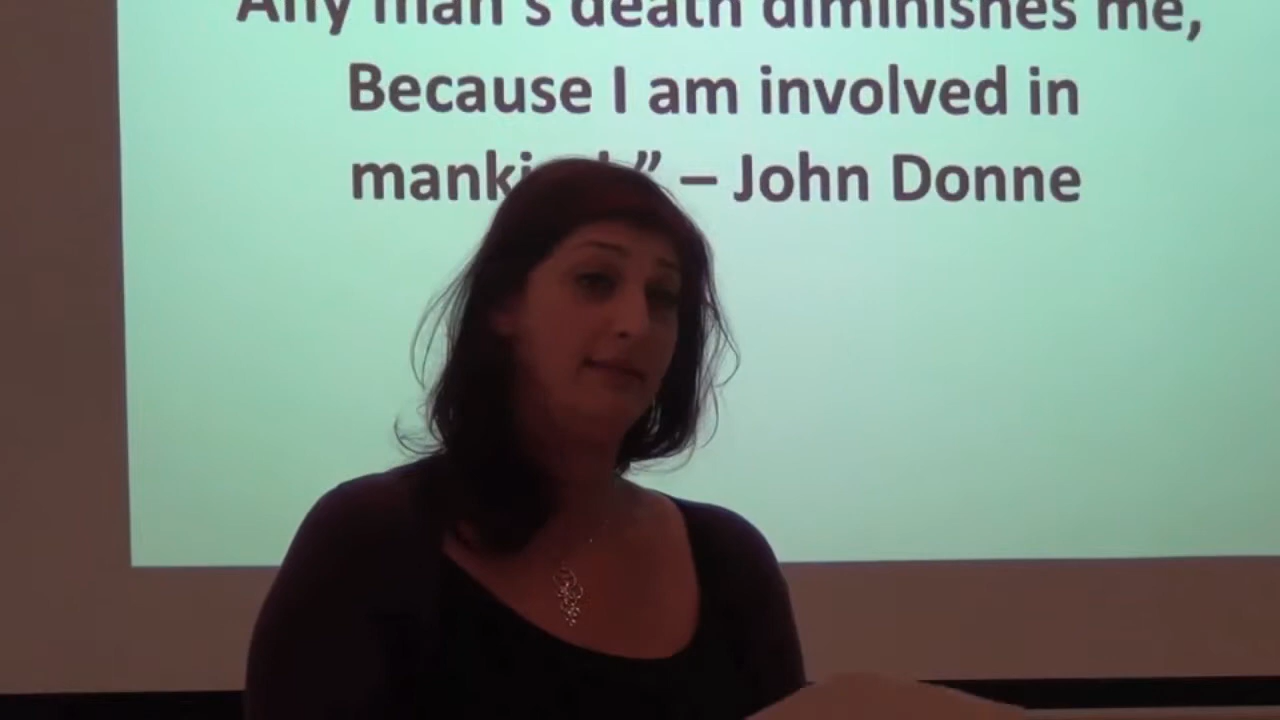 Any man's death diminishes me,
Because I am involved in
” – John Donne